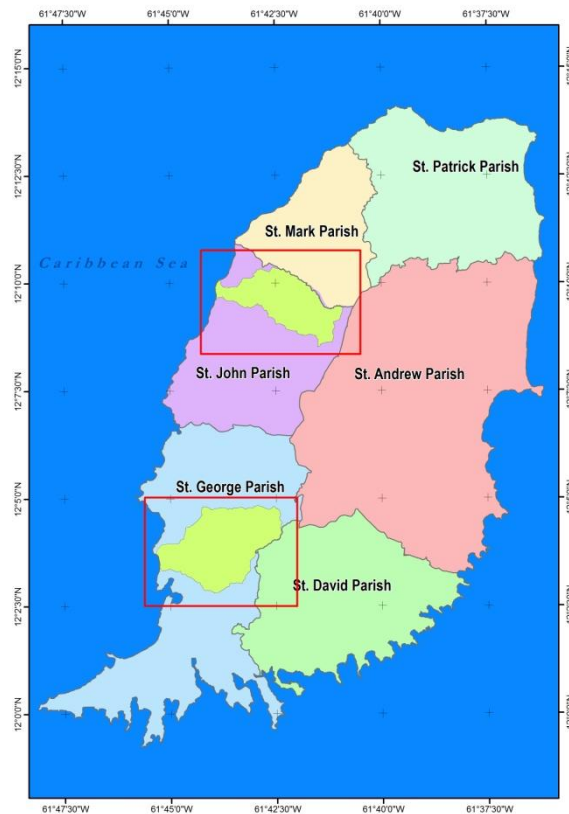 61°47'30"W 61°45'0"W 61°42'30"W 61°40'0"W 61°37'30"W
12°15'0"N
12°12'30"N
St. Patrick Parish
St. Mark Parish
Caribbean Sea
12°10'0"N
St. John Parish
St. Andrew Parish
12°7'30"N
St. George Parish
12°5'0"N
St. David Parish
12°2'30"N
12°0'0"N
61°47'30"W 61°45'0"W 61°42'30"W 61°40'0"W 61°37'30"W